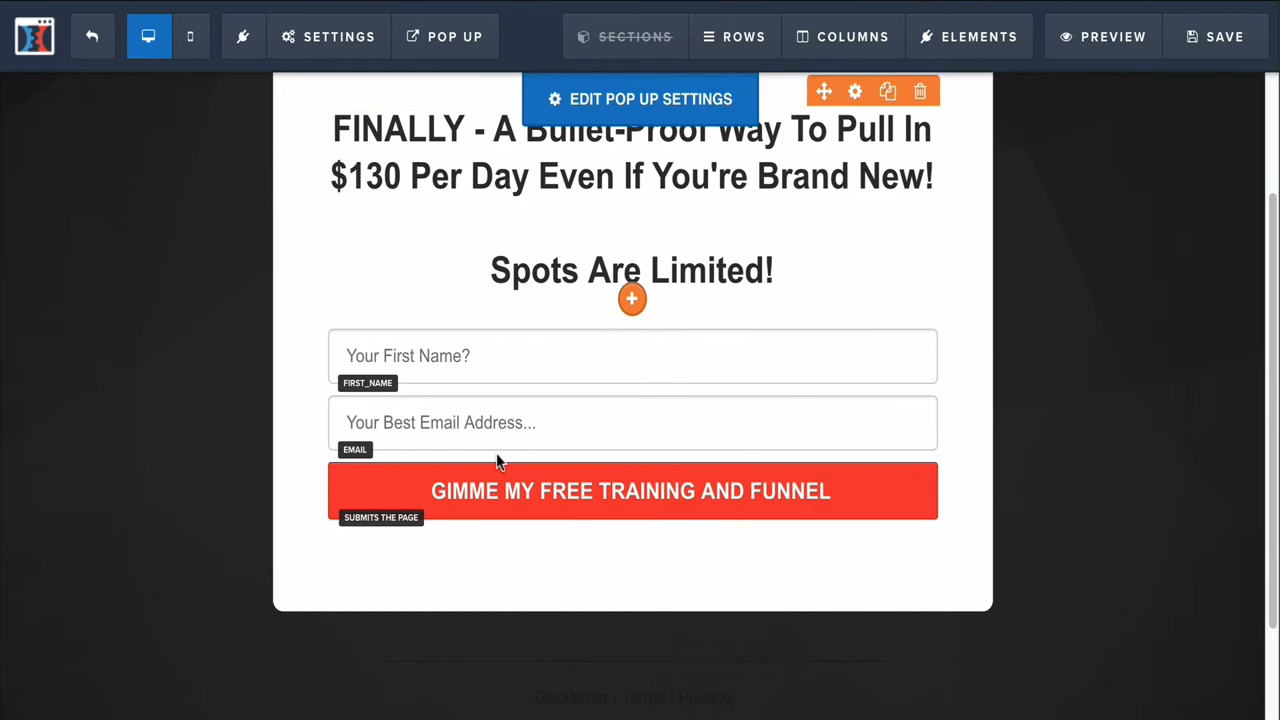 SETTINGS POP UP SECTIONS ROWS COLUMNS ELEMENTS PREVIEW SAVE
EDIT POP UP SETTINGS
FINALLY - A Bullet-Proof Way To Pull In
$130 Per Day Even If You're Brand New!
Spots Are Limited!
Your First Name?
FIRST_NAME
Your Best Email Address...
EMAIL
GIMME MY FREE TRAINING AND FUNNEL
SUBMITS THE PAGE
Disclaimer | Terms | Privacy